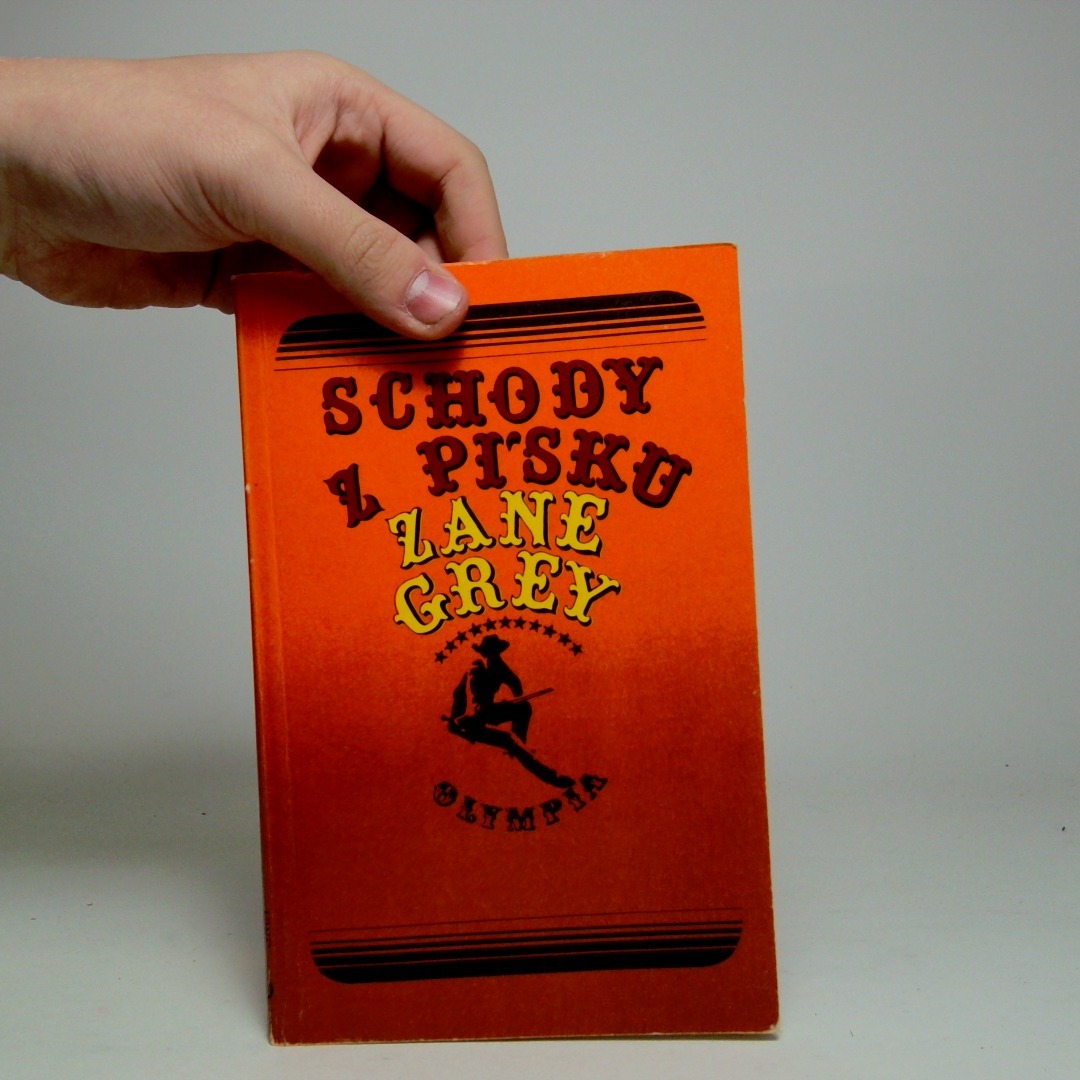 SCHODY
Z PÍSKU
ZANE
GREY
OLYMPIA